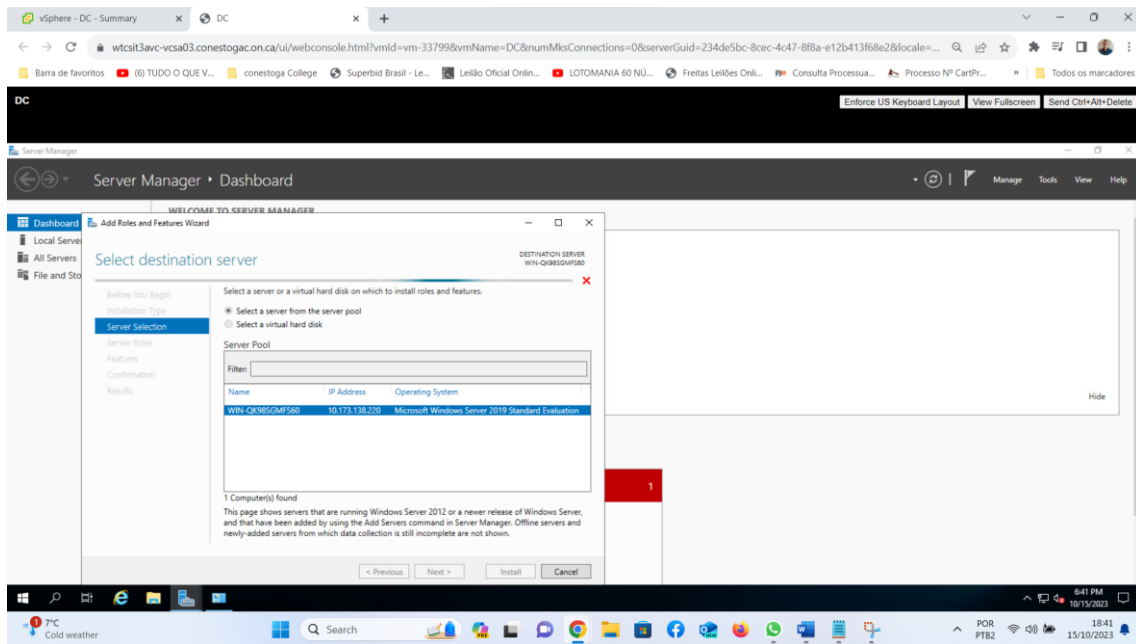 vSphere - DC - Summary
DC
wtcsit3avc-vcsa03.conestogac.on.ca/ui/webconsole.html?vmId=vm-33799&vmName=DC&numMksConnections=0&serverGuid=234de5bc-8cec-4c47-8f8a-e12b413f68e2&locale=...
Barra de favoritos (6) TUDO O QUE V... conestoga College Superbid Brasil - Le... Leilão Oficial Onlin... LOTOMANIA 60 NÚ... Freitas Leilões Onli... Consulta Processua... Processo Nº CartPr... » Todos os marcadores
DC Enforce US Keyboard Layout View Fullscreen Send Ctrl+Alt+Delete
Server Manager
Server Manager Dashboard Manage Tools View Help
WELCOME TO SERVER MANAGER
Dashboard
Local Serve
All Servers
File and Sto
Add Roles and Features Wizard
Select destination server
DESTINATION SERVER
WIN-QK98SGMFS60
Before You Begin
Installation Type
Server Selection
Server Roles
Features
Confirmation
Results
Select a server or a virtual hard disk on which to install roles and features.
Select a server from the server pool
Select a virtual hard disk
Server Pool
Filter:
Name IP Address Operating System
WIN-QK98SGMFS60 10.173.138.220 Microsoft Windows Server 2019 Standard Evaluation
1 Computer(s) found
This page shows servers that are running Windows Server 2012 or a newer release of Windows Server,
and that have been added by using the Add Servers command in Server Manager. Offline servers and
newly-added servers from which data collection is still incomplete are not shown.
< Previous Next > Install Cancel
Hide
1
6:41 PM
10/15/2023
1
7°C
Cold weather
Search
POR
PTB2
18:41
15/10/2023